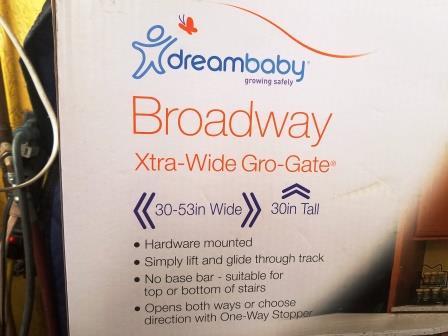 dreambaby®
growing safely
Broadway
Xtra-Wide Gro-Gate®
30-53in Wide 30in Tall
• Hardware mounted
• Simply lift and glide through track
• No base bar - suitable for
top or bottom of stairs
• Opens both ways or choose
direction with One-Way Stopper